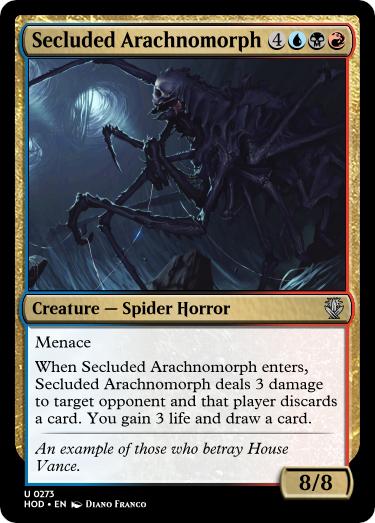 Secluded Arachnomorph 4
Creature — Spider Horror
Menace
When Secluded Arachnomorph enters,
Secluded Arachnomorph deals 3 damage
to target opponent and that player discards
a card. You gain 3 life and draw a card.
An example of those who betray House
Vance.
8/8
U 0273
HOD • EN Diano Franco